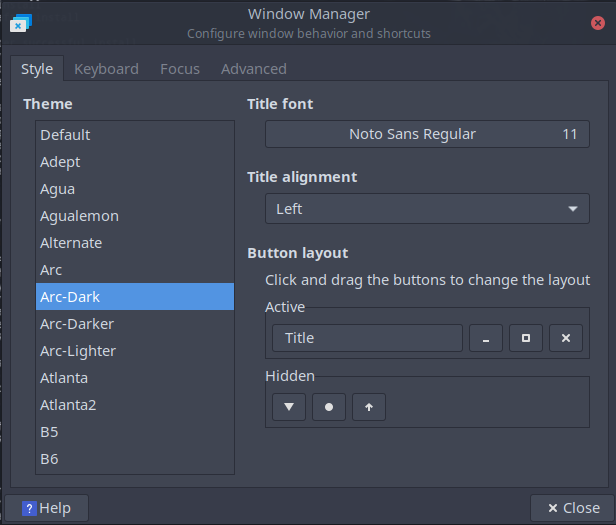 Window Manager
Configure window behavior and shortcuts
Style Keyboard Focus Advanced
Theme
Default
Adept
Agua
Agualemon
Alternate
Arc
Arc-Dark
Arc-Darker
Arc-Lighter
Atlanta
Atlanta2
B5
B6
Title font
Noto Sans Regular 11
Title alignment
Left
Button layout
Click and drag the buttons to change the layout
Active
Title
Hidden
? Help
Close